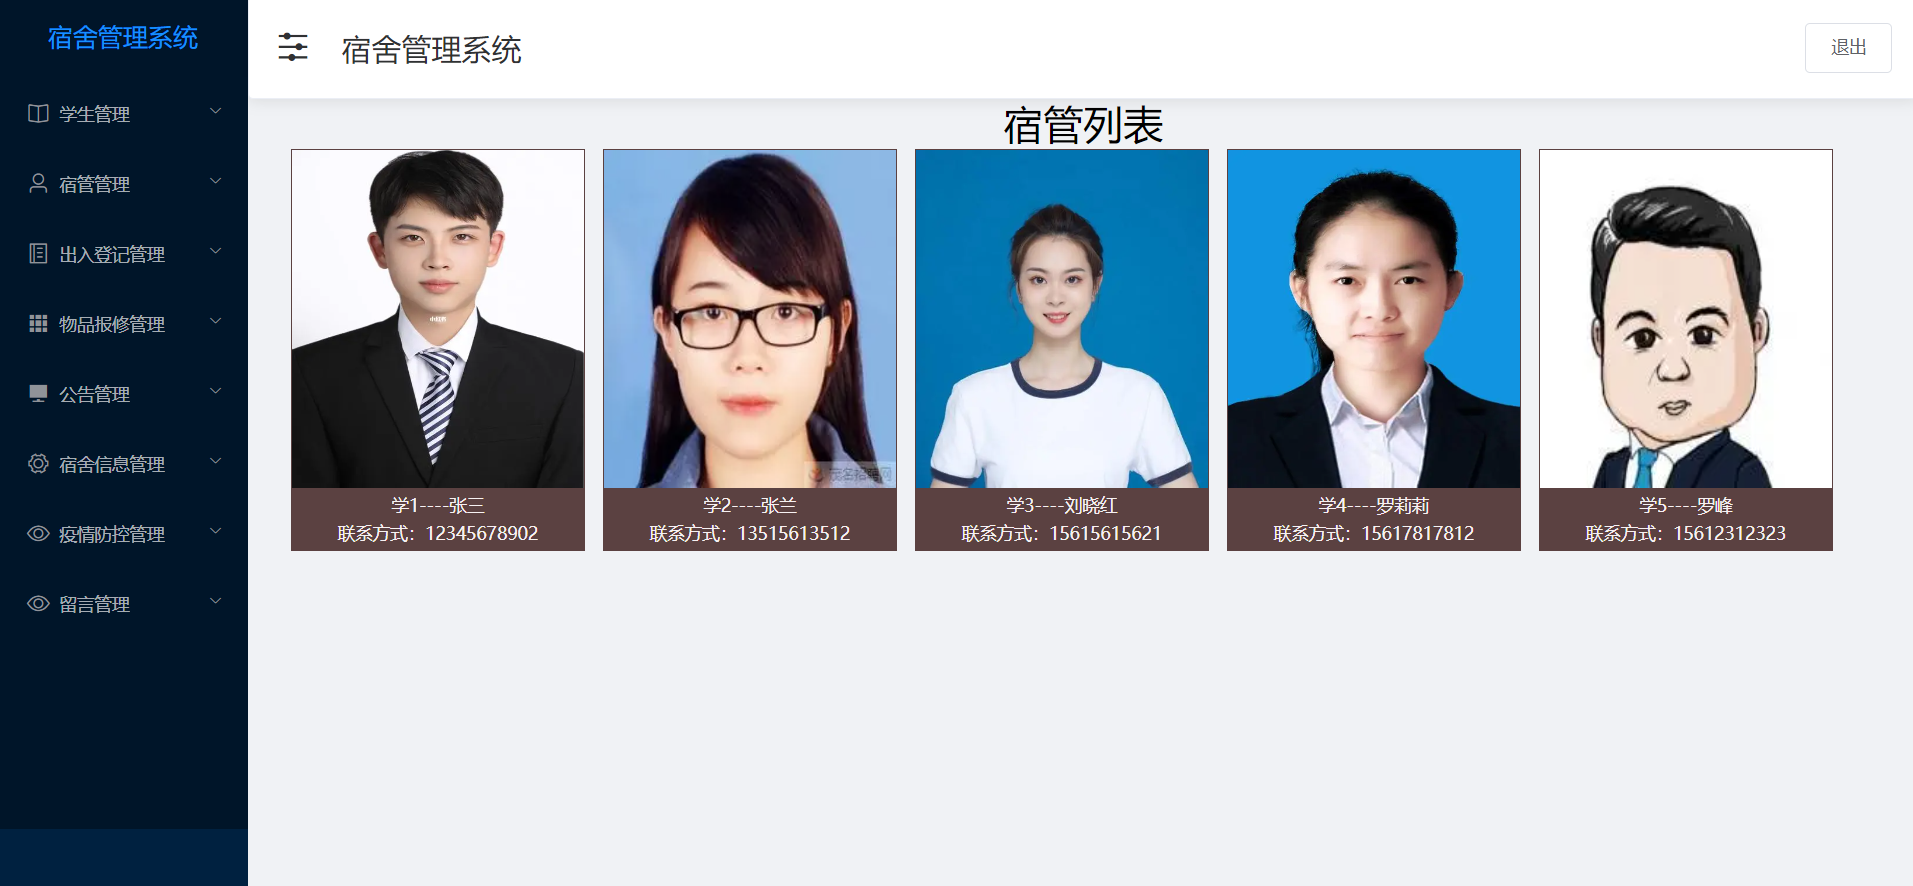 宿舍管理系统
宿舍管理系统
退出
学生管理
宿管管理
出入登记管理
物品报修管理
公告管理
宿舍信息管理
疫情防控管理
留言管理
宿管列表
小红书
学1----张三
联系方式：12345678902
学2----张兰
联系方式：13515613512
学3----刘晓红
联系方式：15615615621
学4----罗莉莉
联系方式：15617817812
学5----罗峰
联系方式：15612312323